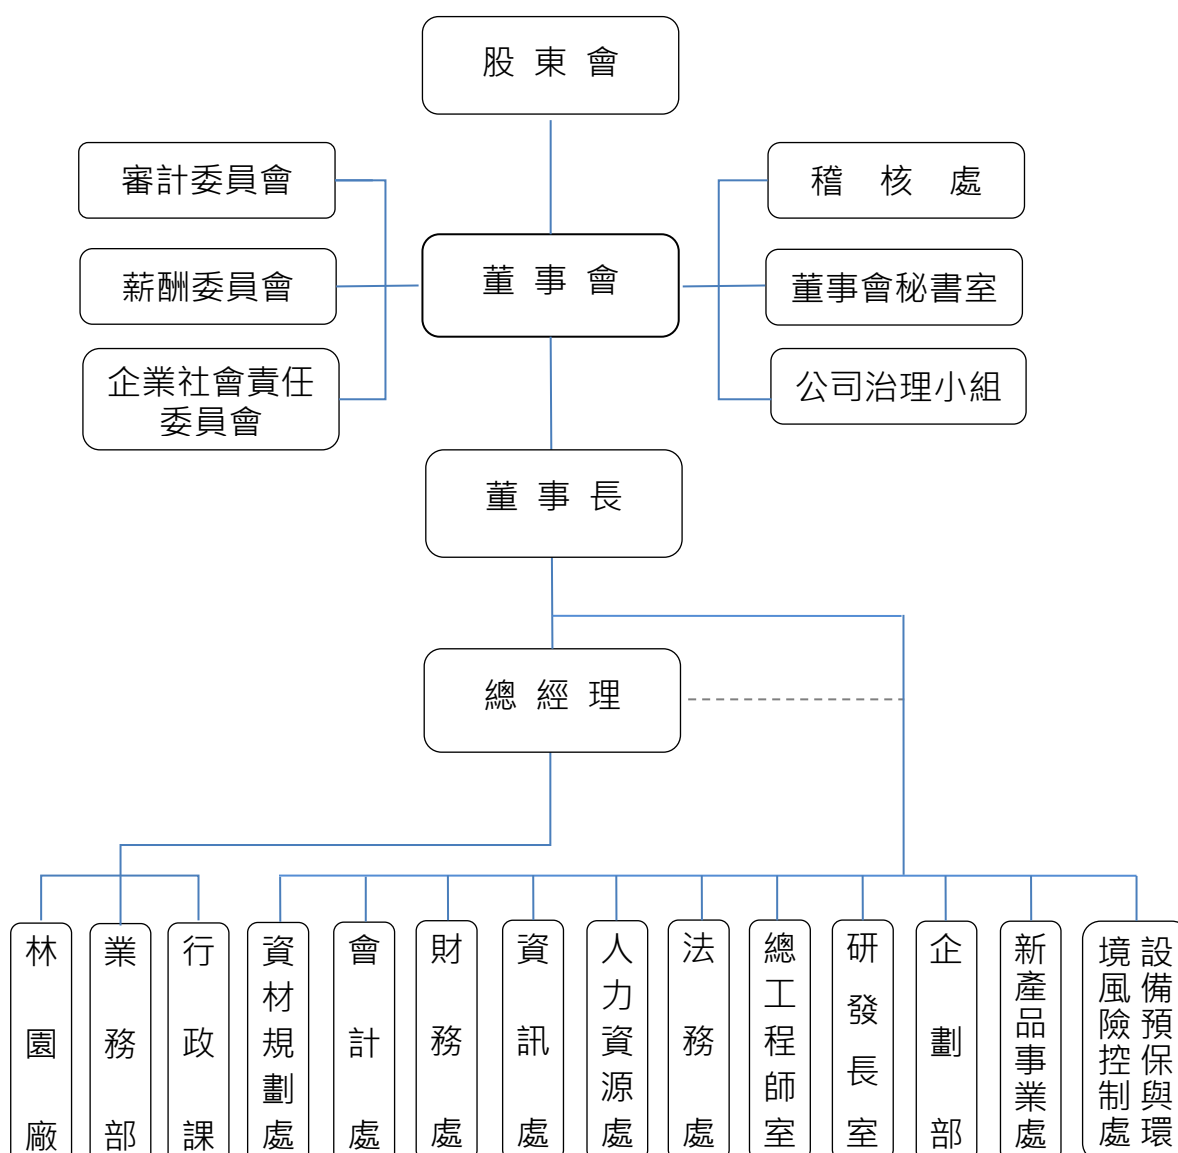 股東會
審計委員會
稽核處
薪酬委員會
董事會
董事會秘書室
企業社會責任
委員會
公司治理小組
董事長
總經理
林園廠
業務部
行政課
資材規劃處
會計處
財務處
資訊處
人力資源處
法務處
總工程師室
研發長室
企劃部
新產品事業處
設備預保與環
境風險控制處